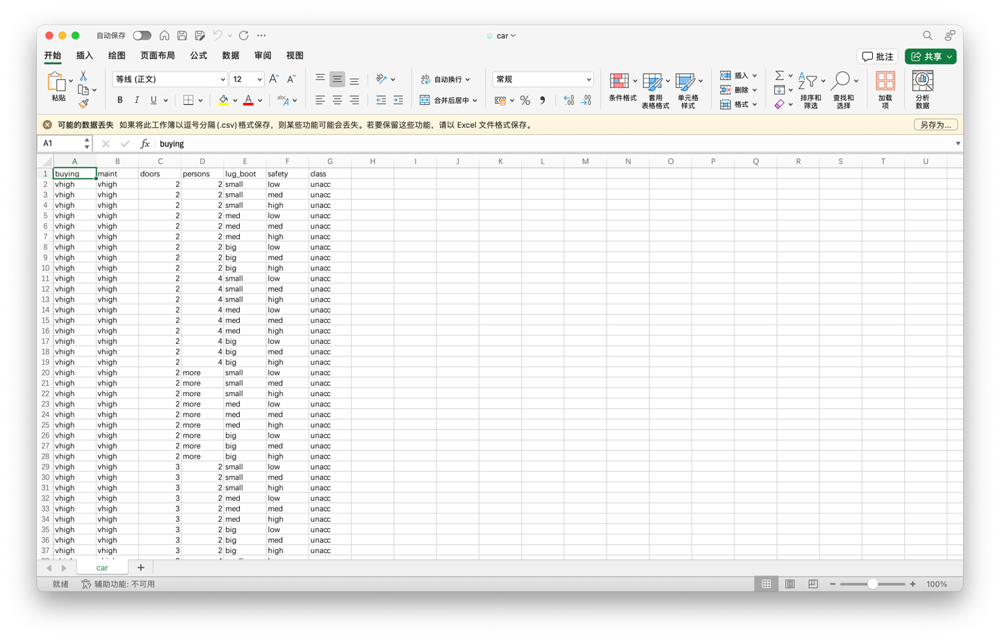 自动保存 car
开始 插入 绘图 页面布局 公式 数据 审阅 视图 批注 共享
粘贴 等线 (正文) 12 A A 自动换行 常规 条件格式 套用 表格格式 单元格 样式 插入 排序和 筛选 查找和 选择 加载 项 分析 数据
B I U A abc A 合并后居中 % 删除
格式
可能的数据丢失 如果将此工作簿以逗号分隔 (.csv) 格式保存，则某些功能可能会丢失。若要保留这些功能，请以 Excel 文件格式保存。 另存为...
A1 fx buying
A B C D E F G H I J K L M N O P Q R S T U
1 buying maint doors persons lug_boot safety class
2 vhigh vhigh 2 2 small low unacc
3 vhigh vhigh 2 2 small med unacc
4 vhigh vhigh 2 2 small high unacc
5 vhigh vhigh 2 2 med low unacc
6 vhigh vhigh 2 2 med med unacc
7 vhigh vhigh 2 2 med high unacc
8 vhigh vhigh 2 2 big low unacc
9 vhigh vhigh 2 2 big med unacc
10 vhigh vhigh 2 2 big high unacc
11 vhigh vhigh 2 4 small low unacc
12 vhigh vhigh 2 4 small med unacc
13 vhigh vhigh 2 4 small high unacc
14 vhigh vhigh 2 4 med low unacc
15 vhigh vhigh 2 4 med med unacc
16 vhigh vhigh 2 4 med high unacc
17 vhigh vhigh 2 4 big low unacc
18 vhigh vhigh 2 4 big med unacc
19 vhigh vhigh 2 4 big high unacc
20 vhigh vhigh 2 more small low unacc
21 vhigh vhigh 2 more small med unacc
22 vhigh vhigh 2 more small high unacc
23 vhigh vhigh 2 more med low unacc
24 vhigh vhigh 2 more med med unacc
25 vhigh vhigh 2 more med high unacc
26 vhigh vhigh 2 more big low unacc
27 vhigh vhigh 2 more big med unacc
28 vhigh vhigh 2 more big high unacc
29 vhigh vhigh 3 2 small low unacc
30 vhigh vhigh 3 2 small med unacc
31 vhigh vhigh 3 2 small high unacc
32 vhigh vhigh 3 2 med low unacc
33 vhigh vhigh 3 2 med med unacc
34 vhigh vhigh 3 2 med high unacc
35 vhigh vhigh 3 2 big low unacc
36 vhigh vhigh 3 2 big med unacc
37 vhigh vhigh 3 2 big high unacc
car
就绪 辅助功能: 不可用 100%